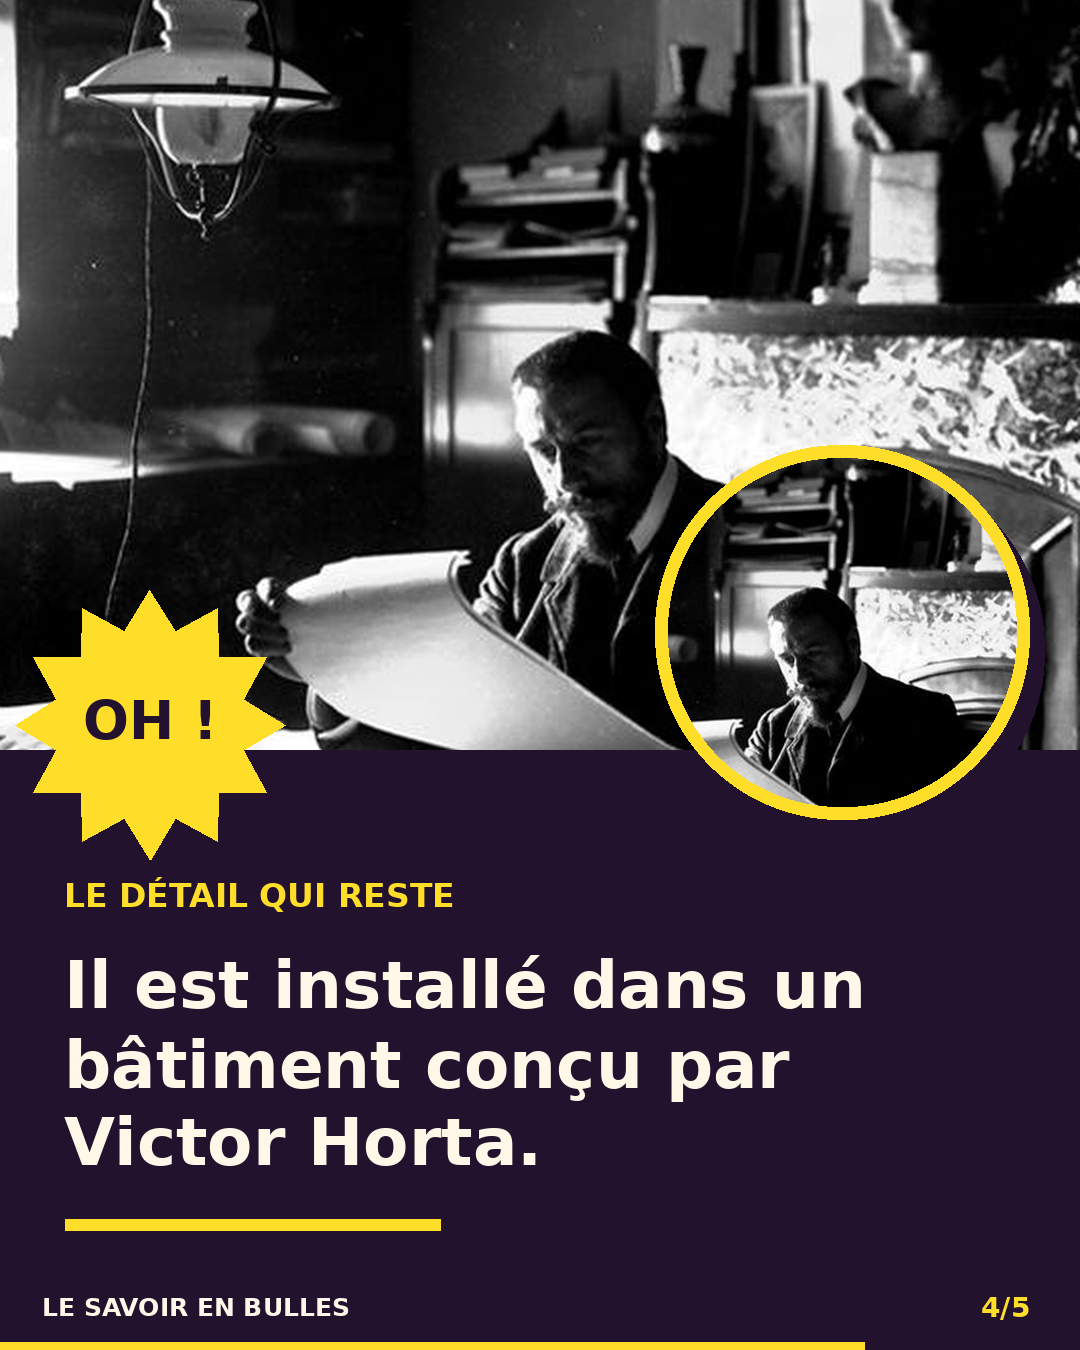 OH !
LE DÉTAIL QUI RESTE
Il est installé dans un
bâtiment conçu par
Victor Horta.
LE SAVOIR EN BULLES
4/5